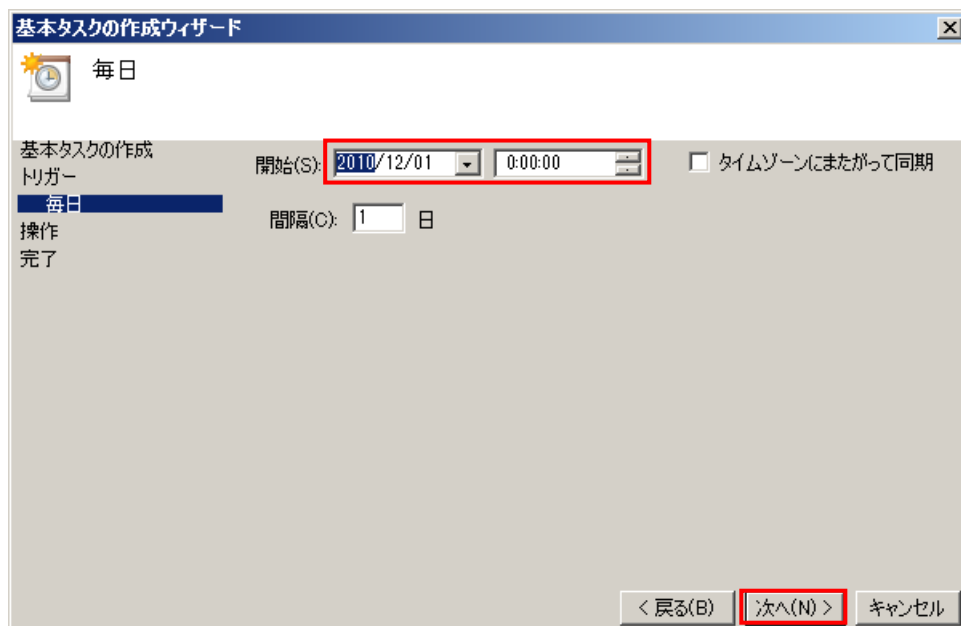 基本タスクの作成ウィザード
毎日
基本タスクの作成
トリガー
毎日
操作
完了
開始(S): 2010/12/01 0:00:00 タイムゾーンにまたがって同期
間隔(C): 1 日
< 戻る(B) 次へ(N) > キャンセル